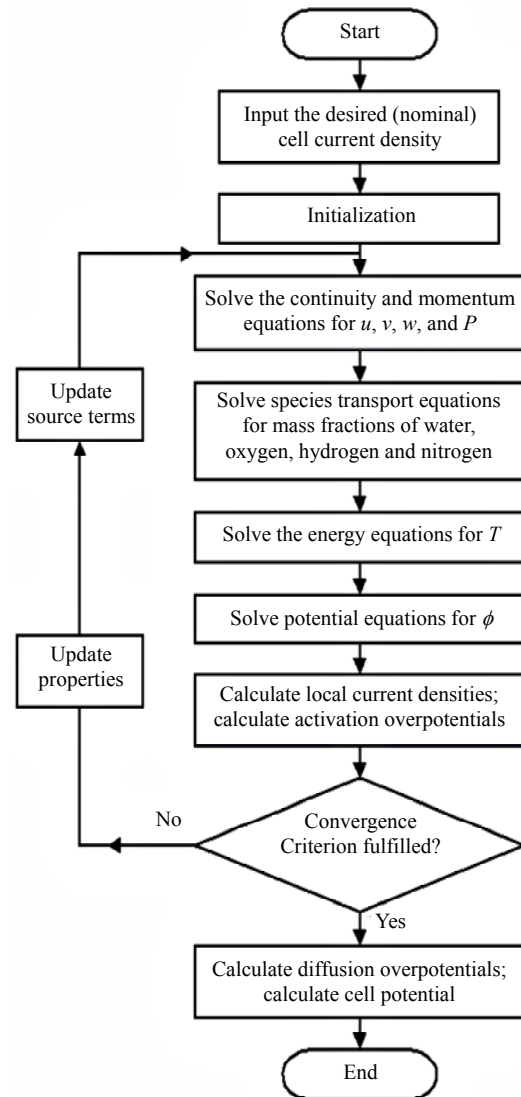 Start
Input the desired (nominal)
cell current density
Initialization
Solve the continuity and momentum
equations for u, v, w, and P
Update
source terms
Solve species transport equations
for mass fractions of water,
oxygen, hydrogen and nitrogen
Solve the energy equations for T
Solve potential equations for ϕ
Update
properties
Calculate local current densities;
calculate activation overpotentials
No
Convergence
Criterion fulfilled?
Yes
Calculate diffusion overpotentials;
calculate cell potential
End